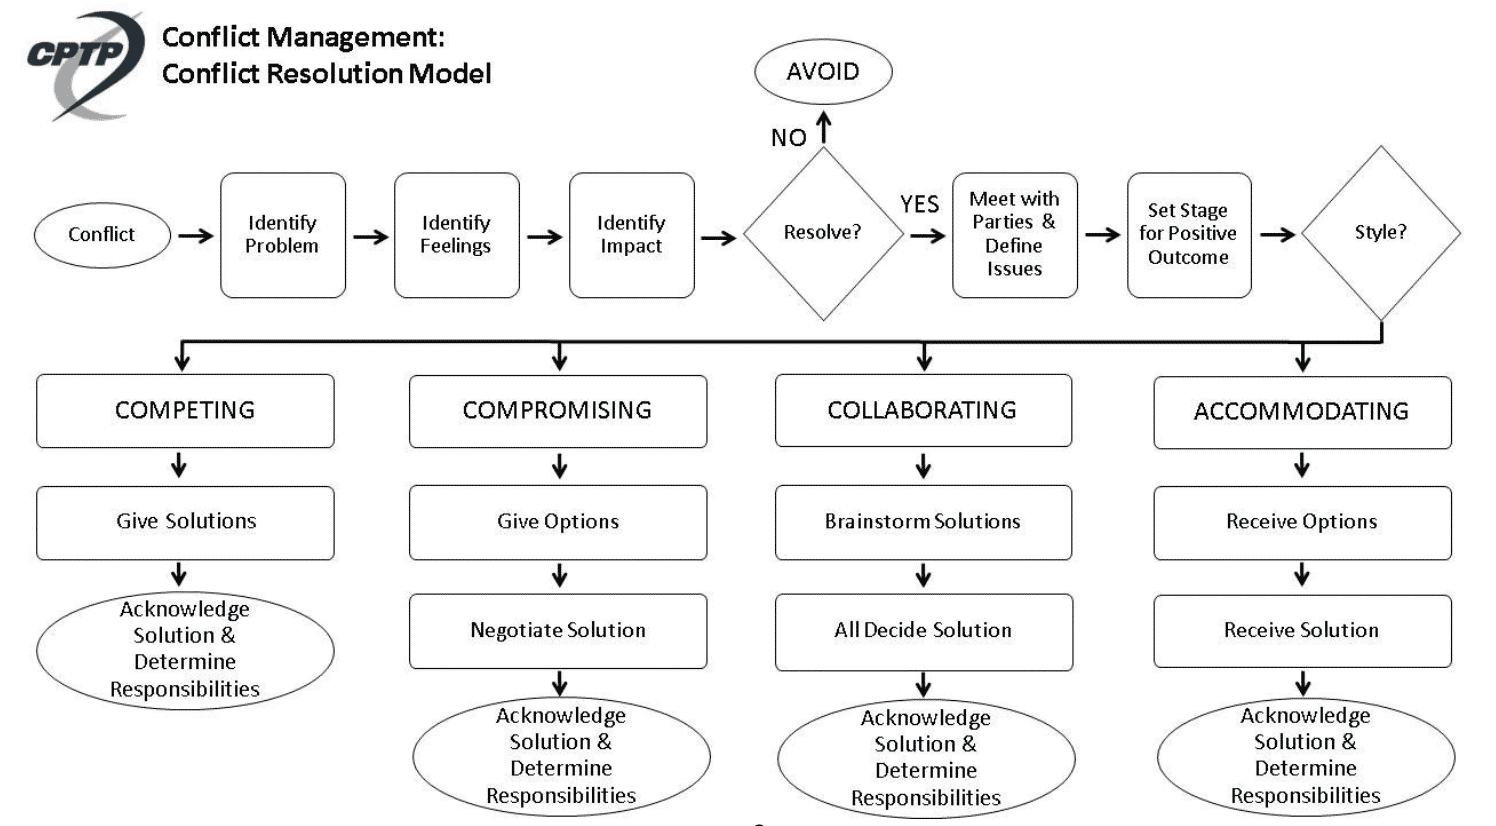 CPTP
Conflict Management:
Conflict Resolution Model
AVOID
NO
Conflict
Identify
Problem
Identify
Feelings
Identify
Impact
Resolve?
YES
Meet with
Parties &
Define
Issues
Set Stage
for Positive
Outcome
Style?
COMPETING
COMPROMISING
COLLABORATING
ACCOMMODATING
Give Solutions
Give Options
Brainstorm Solutions
Receive Options
Acknowledge
Solution &
Determine
Responsibilities
Negotiate Solution
All Decide Solution
Receive Solution
Acknowledge
Solution &
Determine
Responsibilities
Acknowledge
Solution &
Determine
Responsibilities
Acknowledge
Solution &
Determine
Responsibilities